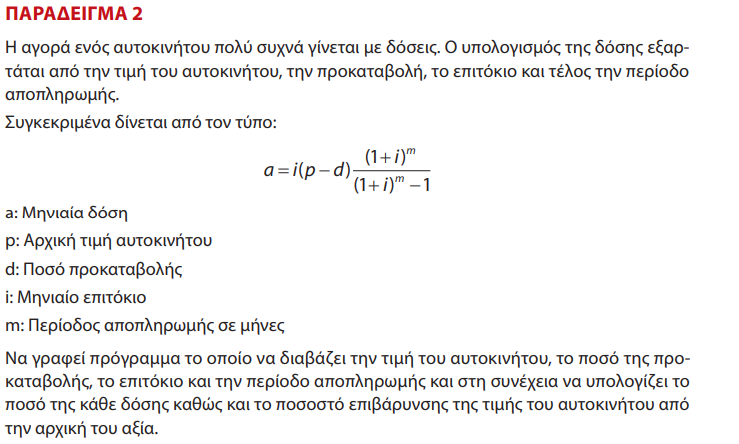 ΠΑΡΑΔΕΙΓΜΑ 2
Η αγορά ενός αυτοκινήτου πολύ συχνά γίνεται με δόσεις. Ο υπολογισμός της δόσης εξαρ-
τάται από την τιμή του αυτοκινήτου, την προκαταβολή, το επιτόκιο και τέλος την περίοδο
αποπληρωμής.
Συγκεκριμένα δίνεται από τον τύπο:
a = i(p – d) (1 + i)^m / ((1 + i)^m – 1)
a: Μηνιαία δόση
p: Αρχική τιμή αυτοκινήτου
d: Ποσό προκαταβολής
i: Μηνιαίο επιτόκιο
m: Περίοδος αποπληρωμής σε μήνες
Να γραφεί πρόγραμμα το οποίο να διαβάζει την τιμή του αυτοκινήτου, το ποσό της προ-
καταβολής, το επιτόκιο και την περίοδο αποπληρωμής και στη συνέχεια να υπολογίζει το
ποσό της κάθε δόσης καθώς και το ποσοστό επιβάρυνσης της τιμής του αυτοκινήτου από
την αρχική του αξία.